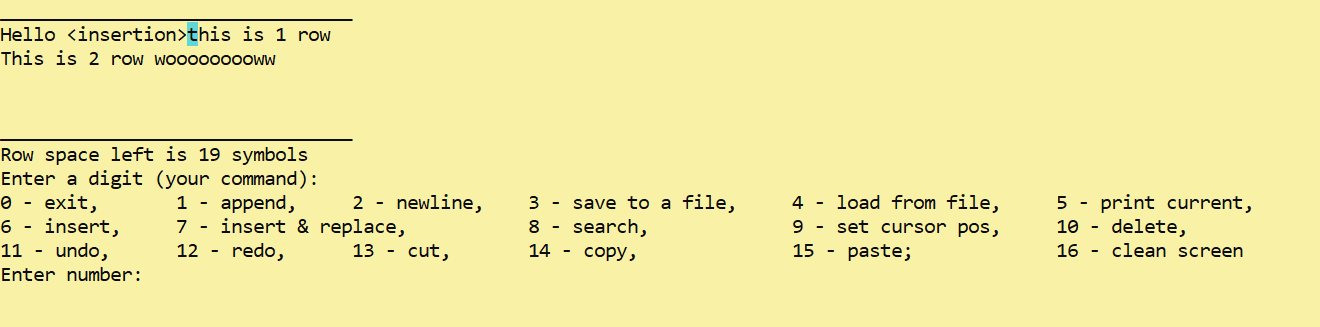 Hello <insertion>this is 1 row
This is 2 row wooooooooww
Row space left is 19 symbols
Enter a digit (your command):
0 - exit, 1 - append, 2 - newline, 3 - save to a file, 4 - load from file, 5 - print current,
6 - insert, 7 - insert & replace, 8 - search, 9 - set cursor pos, 10 - delete,
11 - undo, 12 - redo, 13 - cut, 14 - copy, 15 - paste; 16 - clean screen
Enter number: